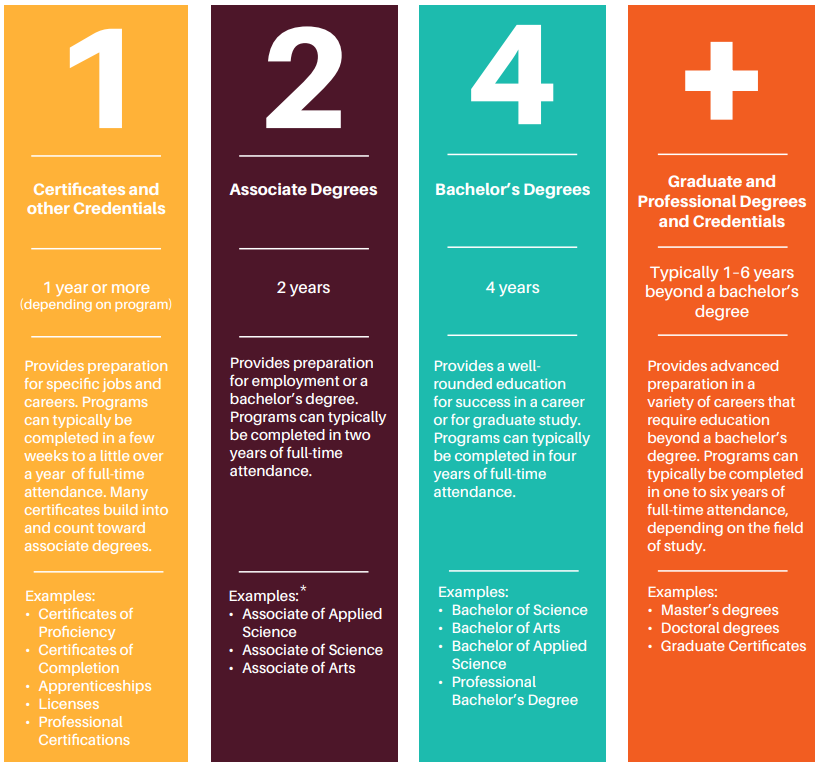 1
Certificates and
other Credentials
1 year or more
(depending on program)
Provides preparation
for specific jobs and
careers. Programs
can typically be
completed in a few
weeks to a little over
a year of full-time
attendance. Many
certificates build into
and count toward
associate degrees.
Examples:
• Certificates of
Proficiency
• Certificates of
Completion
• Apprenticeships
• Licenses
• Professional
Certifications
2
Associate Degrees
2 years
Provides preparation
for employment or a
bachelor's degree.
Programs can typically
be completed in two
years of full-time
attendance.
Examples:*
• Associate of Applied
Science
• Associate of Science
• Associate of Arts
4
Bachelor's Degrees
4 years
Provides a well-
rounded education
for success in a career
or for graduate study.
Programs can typically
be completed in four
years of full-time
attendance.
Examples:
• Bachelor of Science
• Bachelor of Arts
• Bachelor of Applied
Science
• Professional
Bachelor's Degree
+
Graduate and
Professional Degrees
and Credentials
Typically 1–6 years
beyond a bachelor's
degree
Provides advanced
preparation in a
variety of careers that
require education
beyond a bachelor's
degree. Programs can
typically be completed
in one to six years of
full-time attendance,
depending on the field
of study.
Examples:
• Master's degrees
• Doctoral degrees
• Graduate Certificates